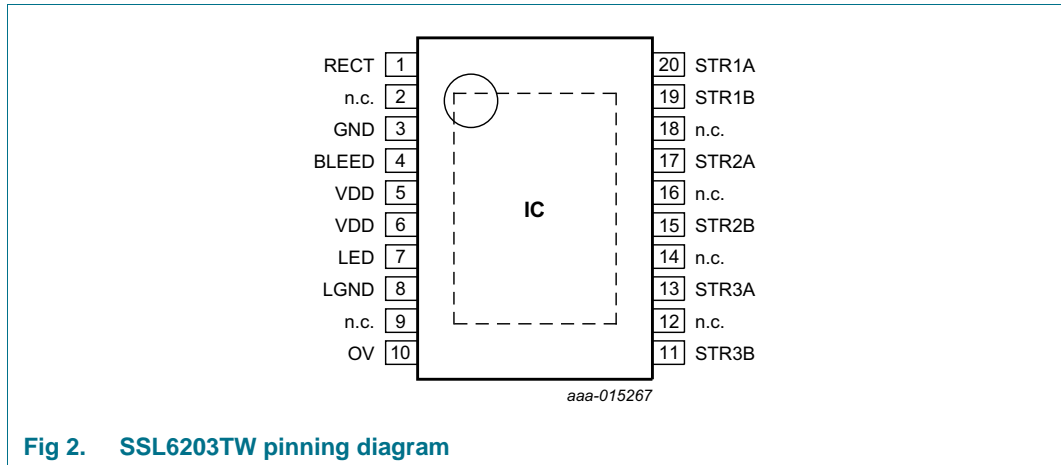 RECT 1
n.c. 2
GND 3
BLEED 4
VDD 5
VDD 6
LED 7
LGND 8
n.c. 9
OV 10
IC
20 STR1A
19 STR1B
18 n.c.
17 STR2A
16 n.c.
15 STR2B
14 n.c.
13 STR3A
12 n.c.
11 STR3B
aaa-015267
Fig 2. SSL6203TW pinning diagram